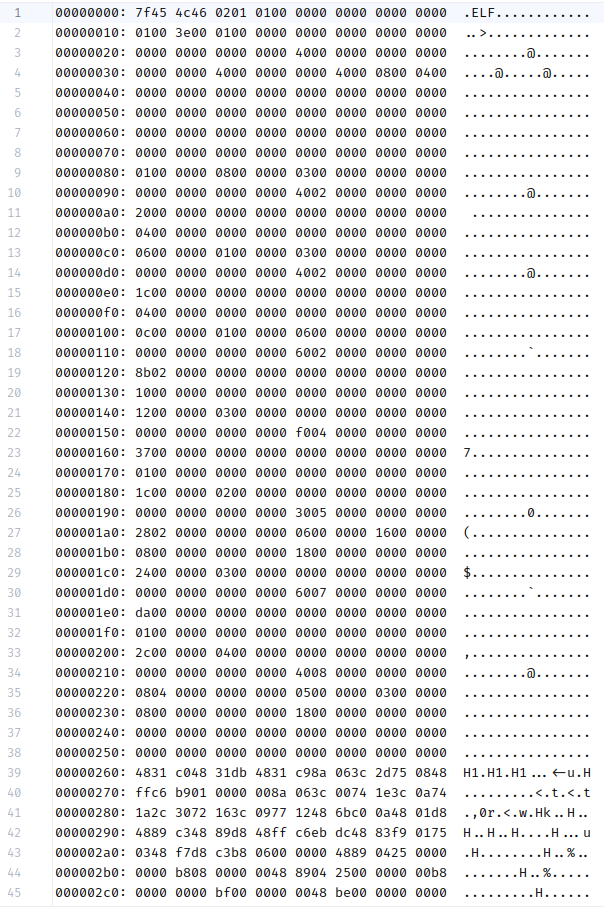 1 00000000: 7f45 4c46 0201 0100 0000 0000 0000 0000 .ELF............
2 00000010: 0100 3e00 0100 0000 0000 0000 0000 0000 ..>.............
3 00000020: 0000 0000 0000 0000 4000 0000 0000 0000 ........@.......
4 00000030: 0000 0000 4000 0000 0000 4000 0800 0400 ....@.....@.....
5 00000040: 0000 0000 0000 0000 0000 0000 0000 0000 ................
6 00000050: 0000 0000 0000 0000 0000 0000 0000 0000 ................
7 00000060: 0000 0000 0000 0000 0000 0000 0000 0000 ................
8 00000070: 0000 0000 0000 0000 0000 0000 0000 0000 ................
9 00000080: 0100 0000 0800 0000 0300 0000 0000 0000 ................
10 00000090: 0000 0000 0000 0000 4002 0000 0000 0000 ........@.......
11 000000a0: 2000 0000 0000 0000 0000 0000 0000 0000  ...............
12 000000b0: 0400 0000 0000 0000 0000 0000 0000 0000 ................
13 000000c0: 0600 0000 0100 0000 0300 0000 0000 0000 ................
14 000000d0: 0000 0000 0000 0000 4002 0000 0000 0000 ........@.......
15 000000e0: 1c00 0000 0000 0000 0000 0000 0000 0000 ................
16 000000f0: 0400 0000 0000 0000 0000 0000 0000 0000 ................
17 00000100: 0c00 0000 0100 0000 0600 0000 0000 0000 ................
18 00000110: 0000 0000 0000 0000 6002 0000 0000 0000 ........`.......
19 00000120: 8b02 0000 0000 0000 0000 0000 0000 0000 ................
20 00000130: 1000 0000 0000 0000 0000 0000 0000 0000 ................
21 00000140: 1200 0000 0300 0000 0000 0000 0000 0000 ................
22 00000150: 0000 0000 0000 0000 f004 0000 0000 0000 ................
23 00000160: 3700 0000 0000 0000 0000 0000 0000 0000 7...............
24 00000170: 0100 0000 0000 0000 0000 0000 0000 0000 ................
25 00000180: 1c00 0000 0200 0000 0000 0000 0000 0000 ................
26 00000190: 0000 0000 0000 0000 3005 0000 0000 0000 ........0.......
27 000001a0: 2802 0000 0000 0000 0600 0000 1600 0000 (...............
28 000001b0: 0800 0000 0000 0000 1800 0000 0000 0000 ................
29 000001c0: 2400 0000 0300 0000 0000 0000 0000 0000 $...............
30 000001d0: 0000 0000 0000 0000 6007 0000 0000 0000 ........`.......
31 000001e0: da00 0000 0000 0000 0000 0000 0000 0000 ................
32 000001f0: 0100 0000 0000 0000 0000 0000 0000 0000 ................
33 00000200: 2c00 0000 0400 0000 0000 0000 0000 0000 ,...............
34 00000210: 0000 0000 0000 0000 4008 0000 0000 0000 ........@.......
35 00000220: 0804 0000 0000 0000 0500 0000 0300 0000 ................
36 00000230: 0800 0000 0000 0000 1800 0000 0000 0000 ................
37 00000240: 0000 0000 0000 0000 0000 0000 0000 0000 ................
38 00000250: 0000 0000 0000 0000 0000 0000 0000 0000 ................
39 00000260: 4831 c048 31db 4831 c98a 063c 2d75 0848 H1.H1.H1...<-u.H
40 00000270: ffc6 b901 0000 008a 063c 0074 1e3c 0a74 .........<.t.<.t
41 00000280: 1a2c 3072 163c 0977 1248 6bc0 0a48 01d8 .,0r.<.w.Hk..H..
42 00000290: 4889 c348 89d8 48ff c6eb dc48 83f9 0175 H..H..H....H...u
43 000002a0: 0348 f7d8 c3b8 0600 0000 4889 0425 0000 .H........H..%..
44 000002b0: 0000 b808 0000 0048 8904 2500 0000 00b8 .......H..%.....
45 000002c0: 0000 0000 bf00 0000 0048 be00 0000 0000 .........H......